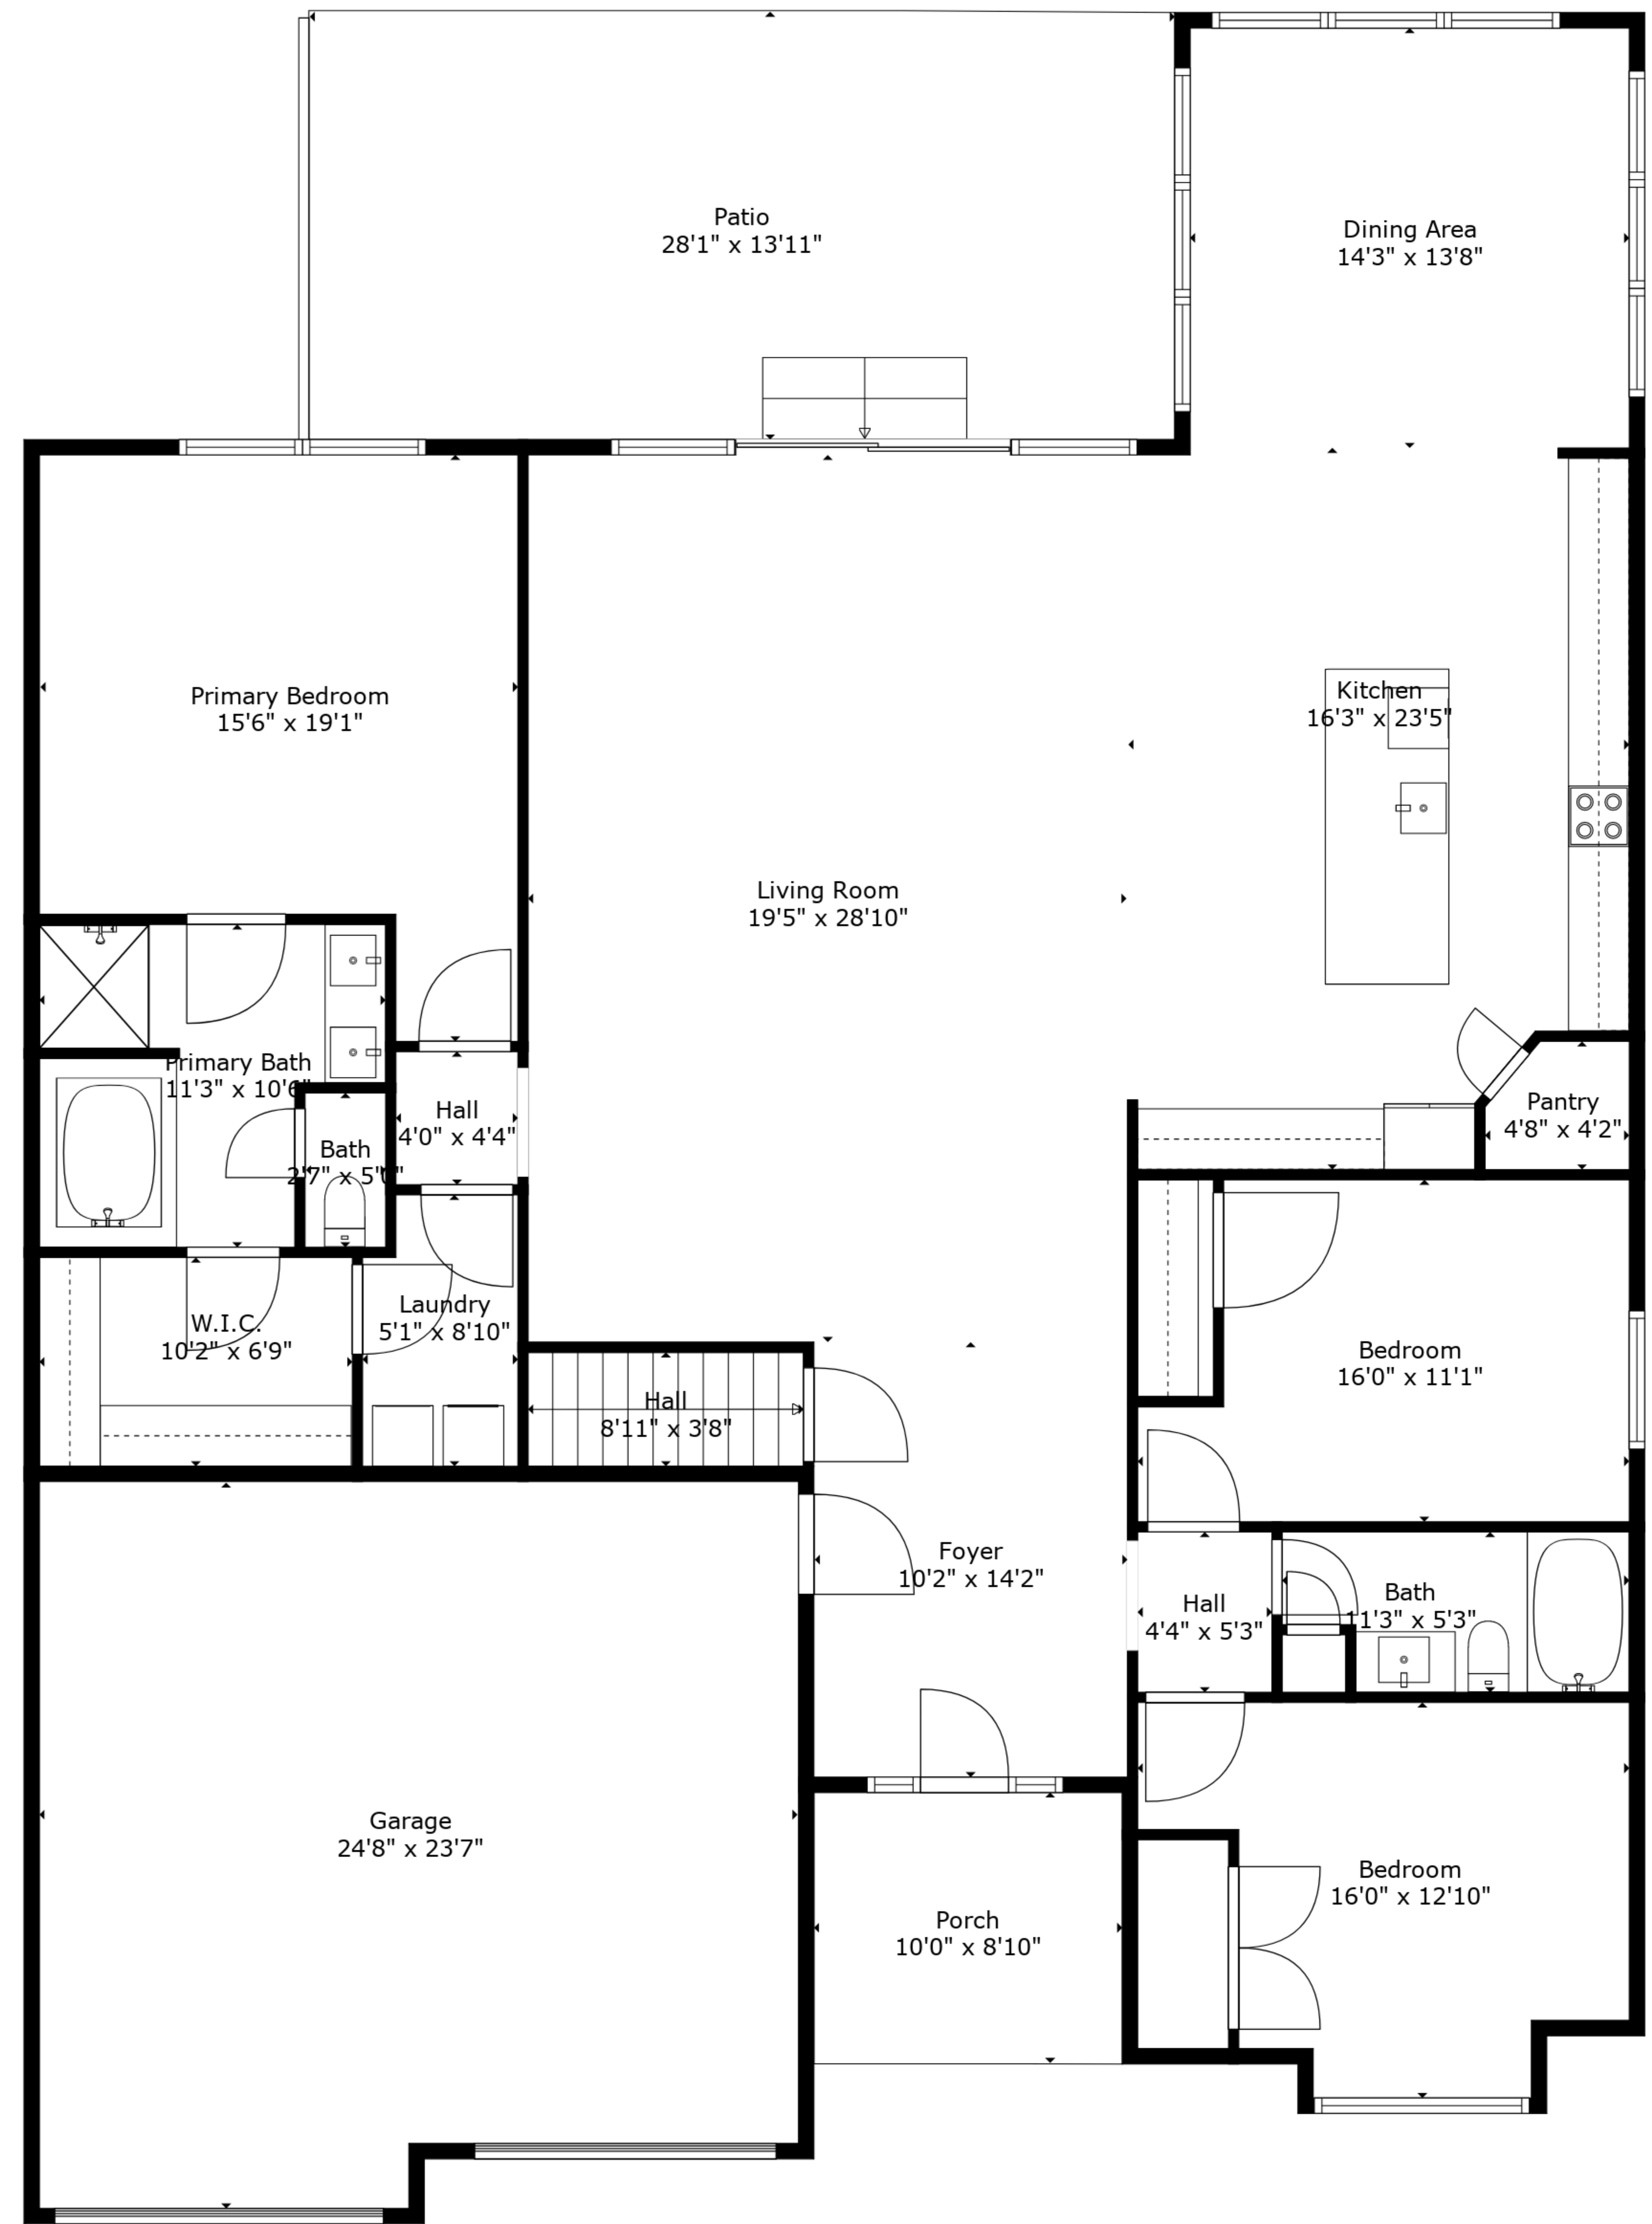 Patio
28'1" x 13'11"
Dining Area
14'3" x 13'8"
Primary Bedroom
15'6" x 19'1"
Kitchen
16'3" x 23'5"
Living Room
19'5" x 28'10"
Primary Bath
11'3" x 10'6"
Hall
4'0" x 4'4"
Pantry
4'8" x 4'2"
Bath
2'7" x 5'0"
W.I.C.
10'2" x 6'9"
Laundry
5'1" x 8'10"
Hall
8'11" x 3'8"
Bedroom
16'0" x 11'1"
Foyer
10'2" x 14'2"
Hall
4'4" x 5'3"
Bath
11'3" x 5'3"
Garage
24'8" x 23'7"
Porch
10'0" x 8'10"
Bedroom
16'0" x 12'10"